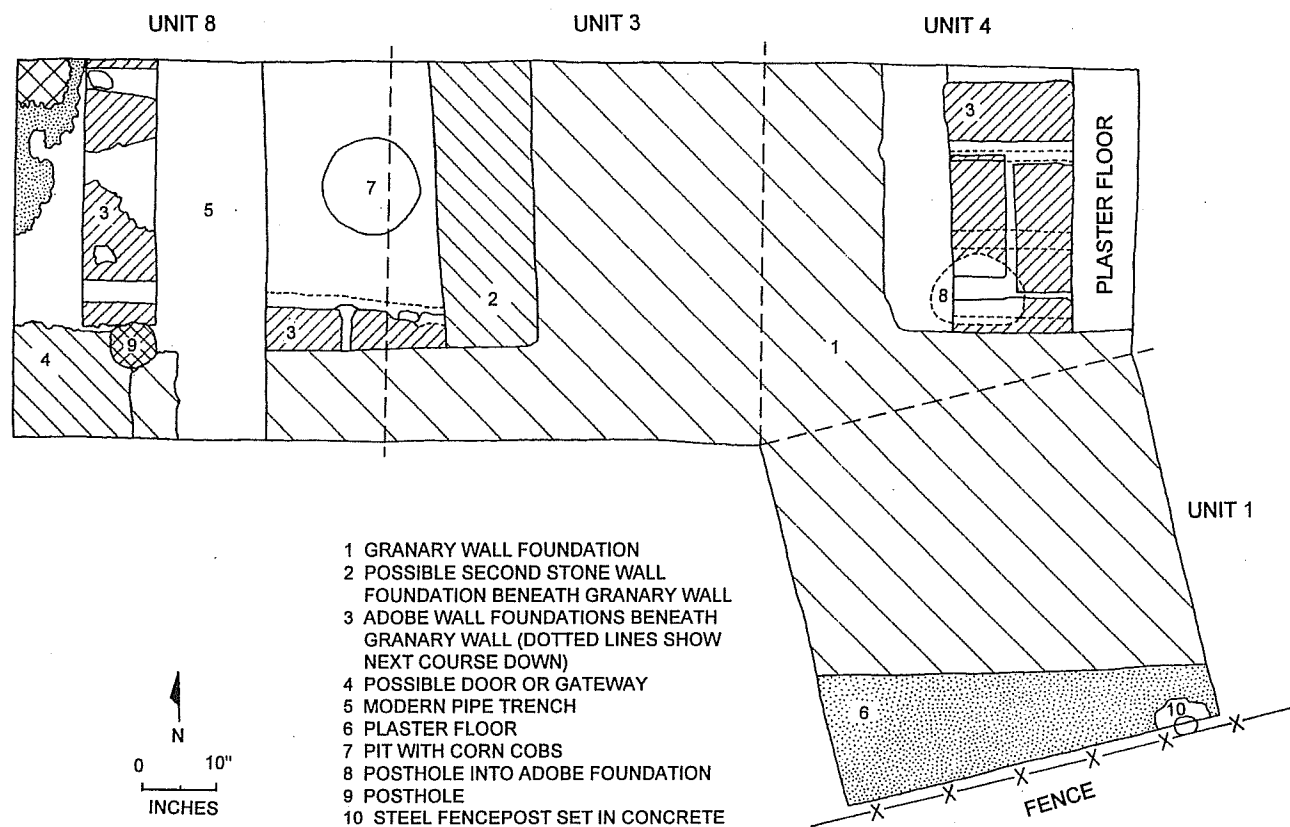 UNIT 8
UNIT 3
UNIT 4
3
7
5
3
2
3
8
PLASTER FLOOR
9
4
1
UNIT 1
6
10
FENCE
1 GRANARY WALL FOUNDATION
2 POSSIBLE SECOND STONE WALL
FOUNDATION BENEATH GRANARY WALL
3 ADOBE WALL FOUNDATIONS BENEATH
GRANARY WALL (DOTTED LINES SHOW
NEXT COURSE DOWN)
4 POSSIBLE DOOR OR GATEWAY
5 MODERN PIPE TRENCH
6 PLASTER FLOOR
7 PIT WITH CORN COBS
8 POSTHOLE INTO ADOBE FOUNDATION
9 POSTHOLE
10 STEEL FENCEPOST SET IN CONCRETE
N
0 10"
INCHES